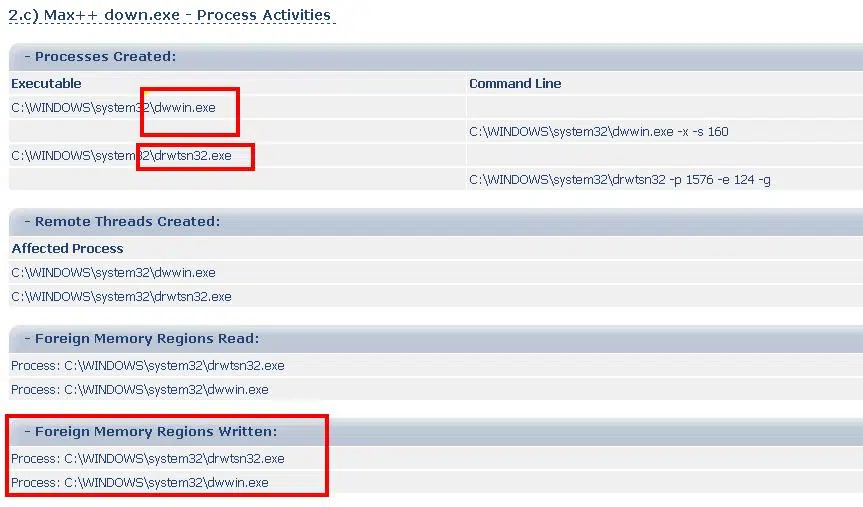 2.c) Max++ down.exe - Process Activities
- Processes Created:
Executable Command Line
C:\WINDOWS\system32\dwwin.exe
C:\WINDOWS\system32\dwwin.exe -x -s 160
C:\WINDOWS\system32\drwtsn32.exe
C:\WINDOWS\system32\drwtsn32 -p 1576 -e 124 -g
- Remote Threads Created:
Affected Process
C:\WINDOWS\system32\dwwin.exe
C:\WINDOWS\system32\drwtsn32.exe
- Foreign Memory Regions Read:
Process: C:\WINDOWS\system32\drwtsn32.exe
Process: C:\WINDOWS\system32\dwwin.exe
- Foreign Memory Regions Written:
Process: C:\WINDOWS\system32\drwtsn32.exe
Process: C:\WINDOWS\system32\dwwin.exe